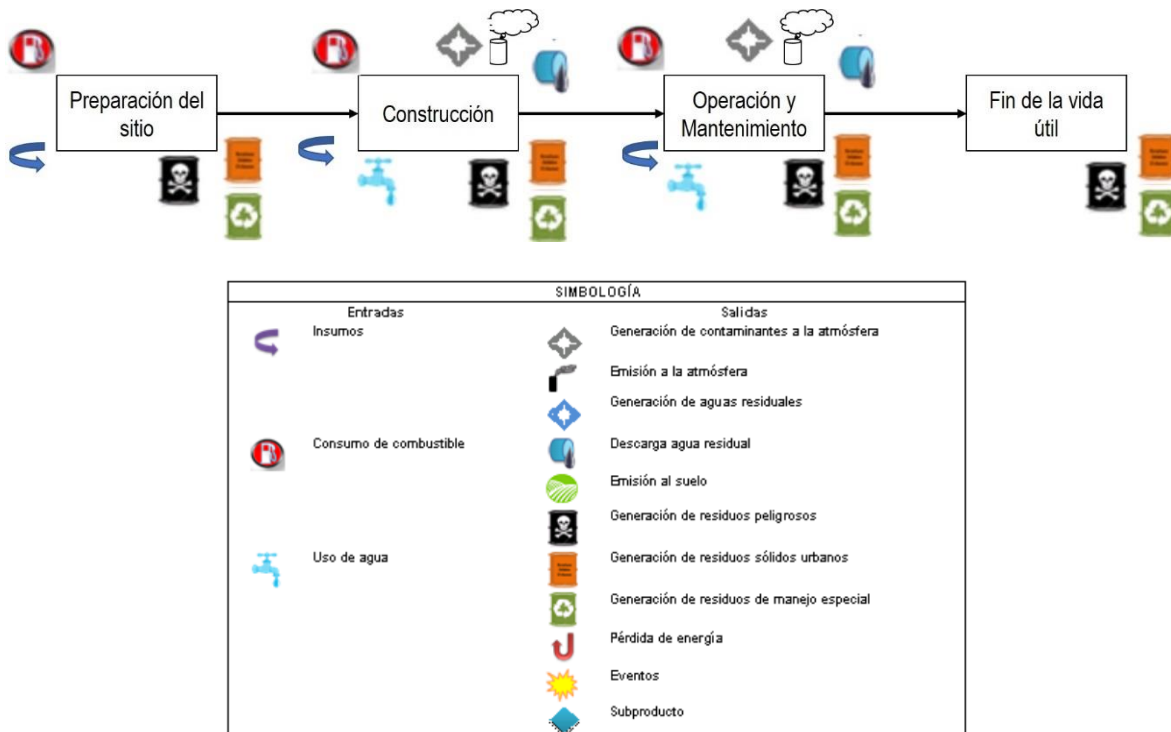 Preparación del
sitio
Construcción
Operación y
Mantenimiento
Fin de la vida
útil
SIMBOLOGÍA
Entradas
Salidas
Insumos
Generación de contaminantes a la atmósfera
Emisión a la atmósfera
Generación de aguas residuales
Consumo de combustible
Descarga agua residual
Emisión al suelo
Generación de residuos peligrosos
Uso de agua
Generación de residuos sólidos urbanos
Generación de residuos de manejo especial
Pérdida de energía
Eventos
Subproducto